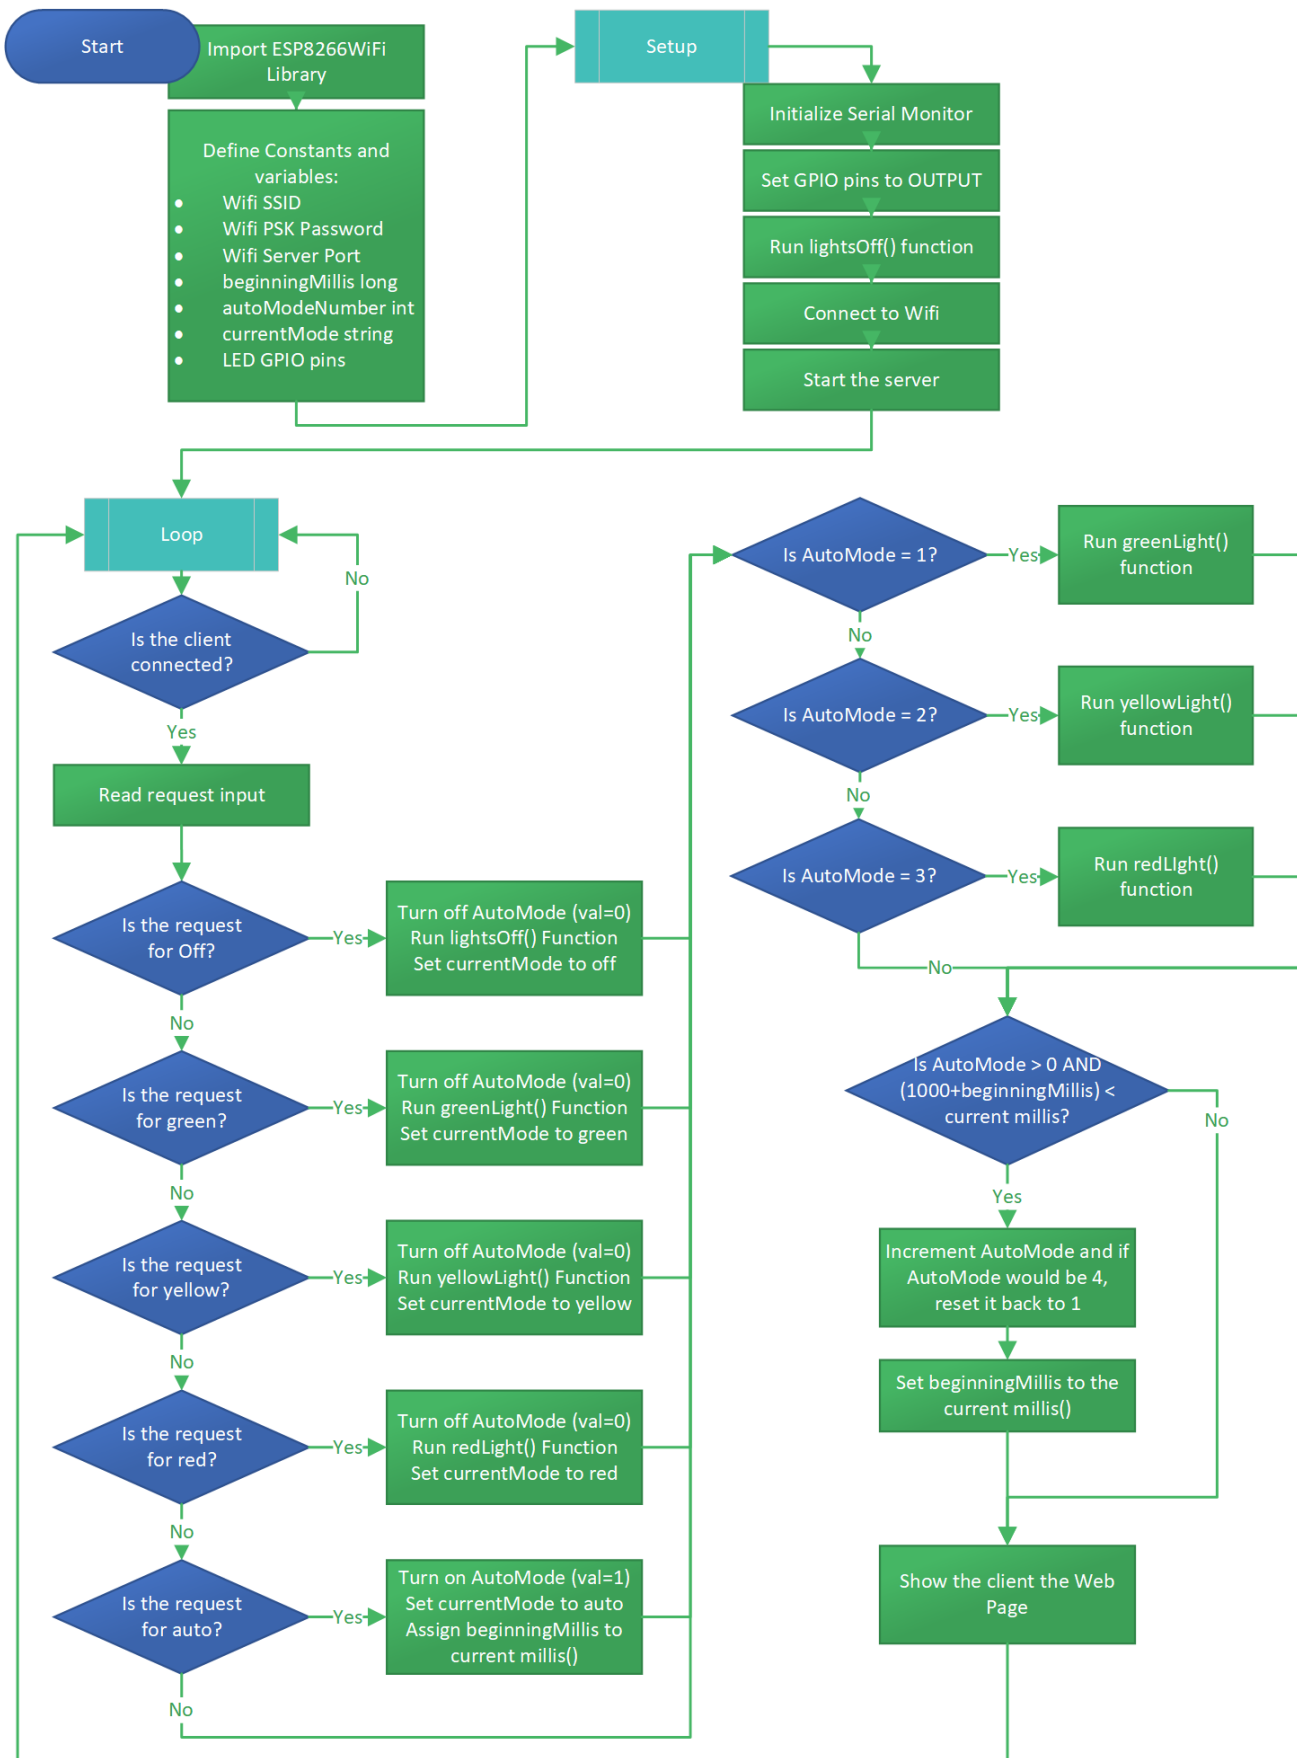 Start
Import ESP8266WiFi
Library
Define Constants and
variables:
• Wifi SSID
• Wifi PSK Password
• Wifi Server Port
• beginningMillis long
• autoModeNumber int
• currentMode string
• LED GPIO pins
Setup
Initialize Serial Monitor
Set GPIO pins to OUTPUT
Run lightsOff() function
Connect to Wifi
Start the server
Loop
No
Is the client
connected?
Yes
Read request input
Is the request
for Off?
Yes
Turn off AutoMode (val=0)
Run lightsOff() Function
Set currentMode to off
No
Is the request
for green?
Yes
Turn off AutoMode (val=0)
Run greenLight() Function
Set currentMode to green
No
Is the request
for yellow?
Yes
Turn off AutoMode (val=0)
Run yellowLight() Function
Set currentMode to yellow
No
Is the request
for red?
Yes
Turn off AutoMode (val=0)
Run redLight() Function
Set currentMode to red
No
Is the request
for auto?
Yes
Turn on AutoMode (val=1)
Set currentMode to auto
Assign beginningMillis to
current millis()
No
Is AutoMode = 1?
Yes
Run greenLight()
function
No
Is AutoMode = 2?
Yes
Run yellowLight()
function
No
Is AutoMode = 3?
Yes
Run redLIght()
function
No
Is AutoMode > 0 AND
(1000+beginningMillis) <
current millis?
No
Yes
Increment AutoMode and if
AutoMode would be 4,
reset it back to 1
Set beginningMillis to the
current millis()
Show the client the Web
Page